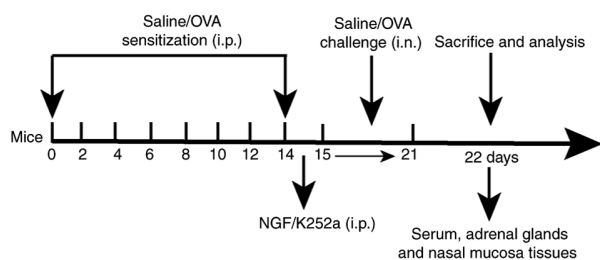 Saline/OVA
sensitization (i.p.)
Saline/OVA
challenge (i.n.)
Sacrifice and analysis
Mice
0 2 4 6 8 10 12 14 15 21 22 days
NGF/K252a (i.p.)
Serum, adrenal glands
and nasal mucosa tissues